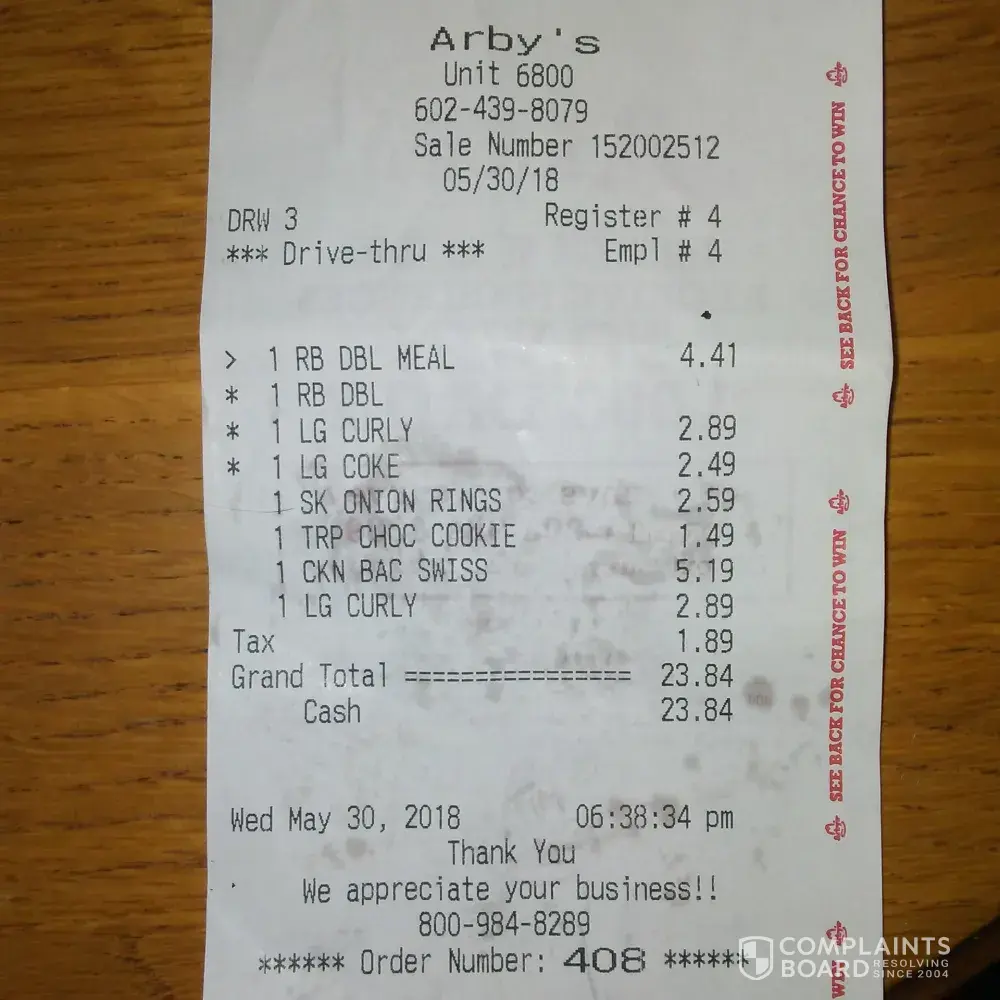 Arby's
Unit 6800
602-439-8079
Sale Number 152002512
05/30/18
DRW 3 Register # 4
*** Drive-thru *** Empl # 4
> 1 RB DBL MEAL 4.41
* 1 RB DBL
* 1 LG CURLY 2.89
* 1 LG COKE 2.49
1 SK ONION RINGS 2.59
1 TRP CHOC COOKIE 1.49
1 CKN BAC SWISS 5.19
1 LG CURLY 2.89
Tax 1.89
Grand Total ================ 23.84
Cash 23.84
Wed May 30, 2018 06:38:34 pm
Thank You
We appreciate your business!!
800-984-8289
****** Order Number: 408 ******
SEE BACK FOR CHANCE TO WIN
SEE BACK FOR CHANCE TO WIN
WIN
COMPLAINTS
BOARD RESOLVING
SINCE 2004